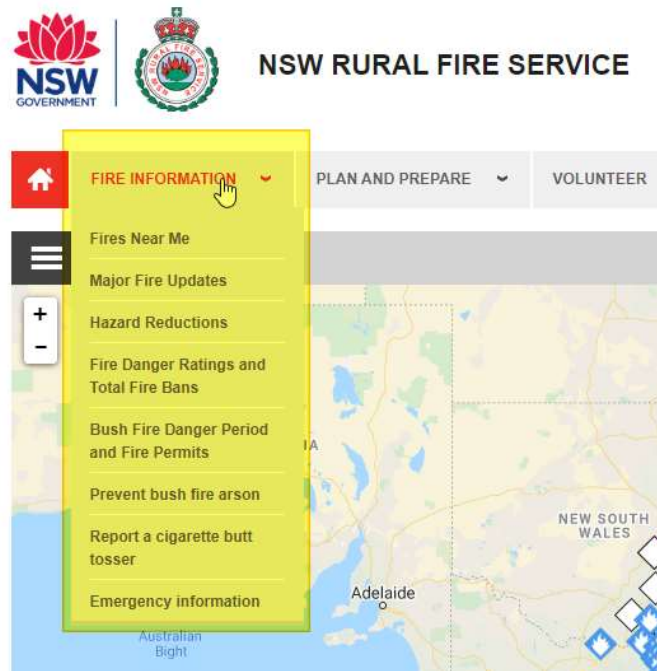 NSW
GOVERNMENT
NSW RURAL FIRE SERVICE
FIRE INFORMATION
PLAN AND PREPARE
VOLUNTEER
Fires Near Me
Major Fire Updates
Hazard Reductions
Fire Danger Ratings and
Total Fire Bans
Bush Fire Danger Period
and Fire Permits
Prevent bush fire arson
Report a cigarette butt
tosser
Emergency information
+
-
IA
NEW SOUTH
WALES
Adelaide
Australian
Bight